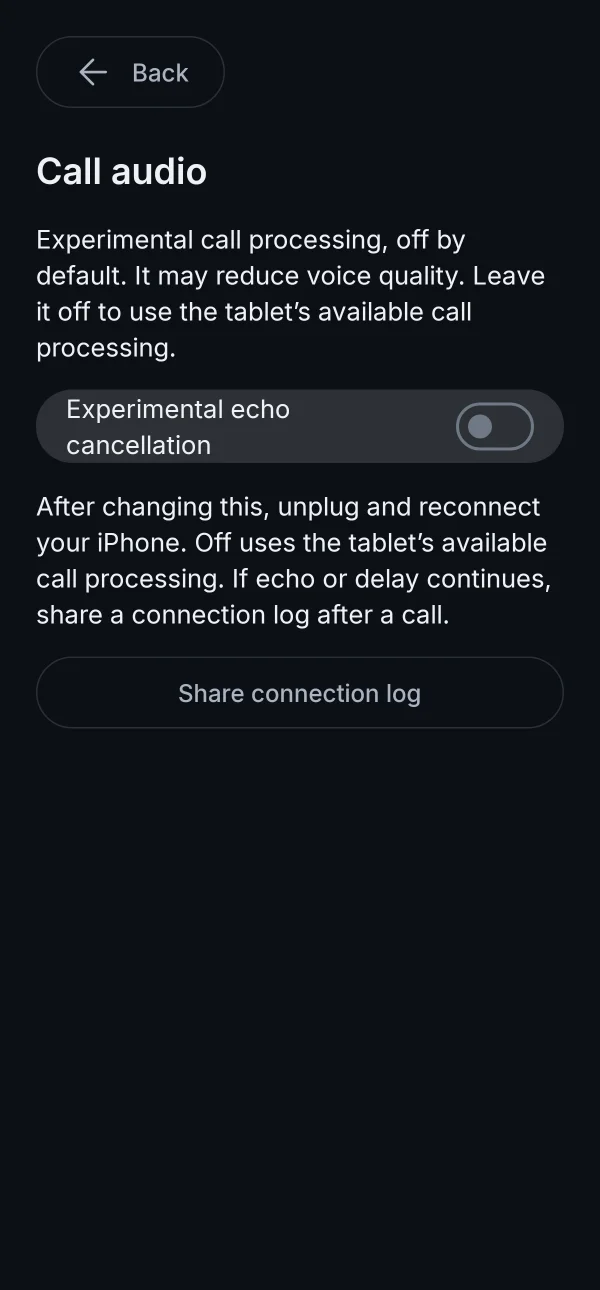 Back
Call audio
Experimental call processing, off by
default. It may reduce voice quality. Leave
it off to use the tablet’s available call
processing.
Experimental echo
cancellation
After changing this, unplug and reconnect
your iPhone. Off uses the tablet’s available
call processing. If echo or delay continues,
share a connection log after a call.
Share connection log